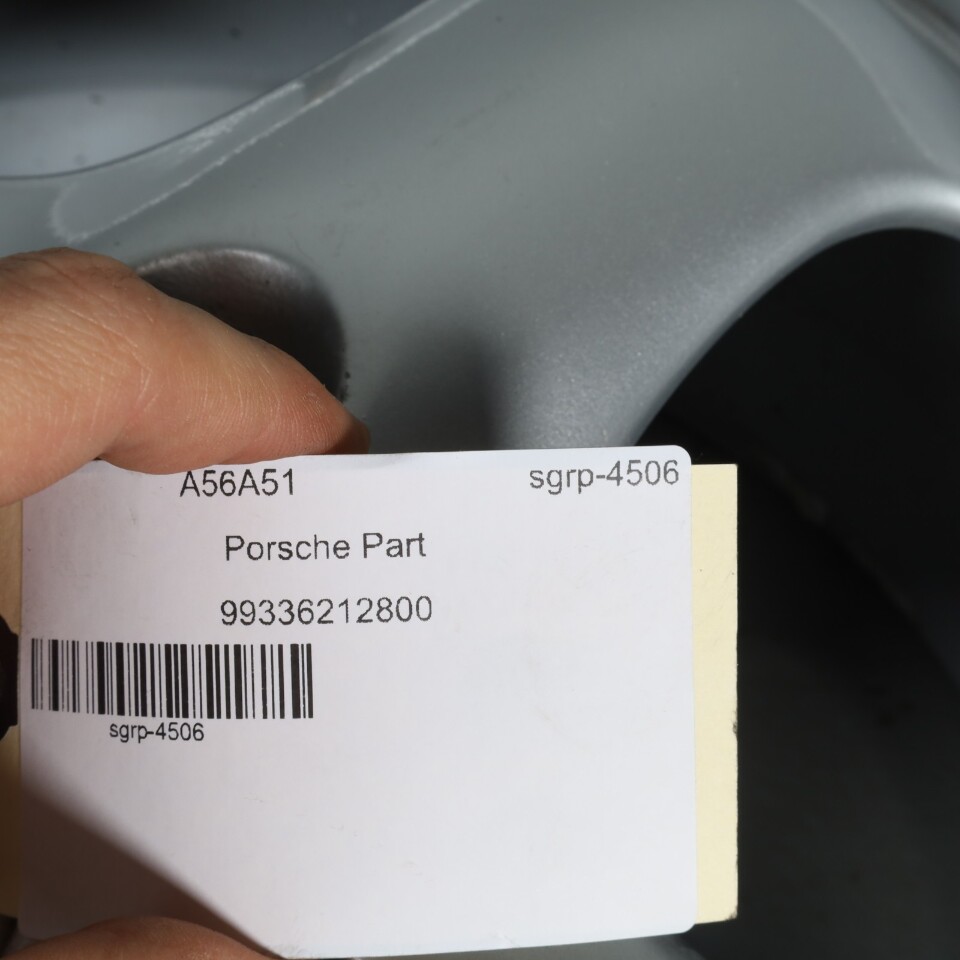 A56A51 sgrp-4506
Porsche Part
99336212800
sgrp-4506